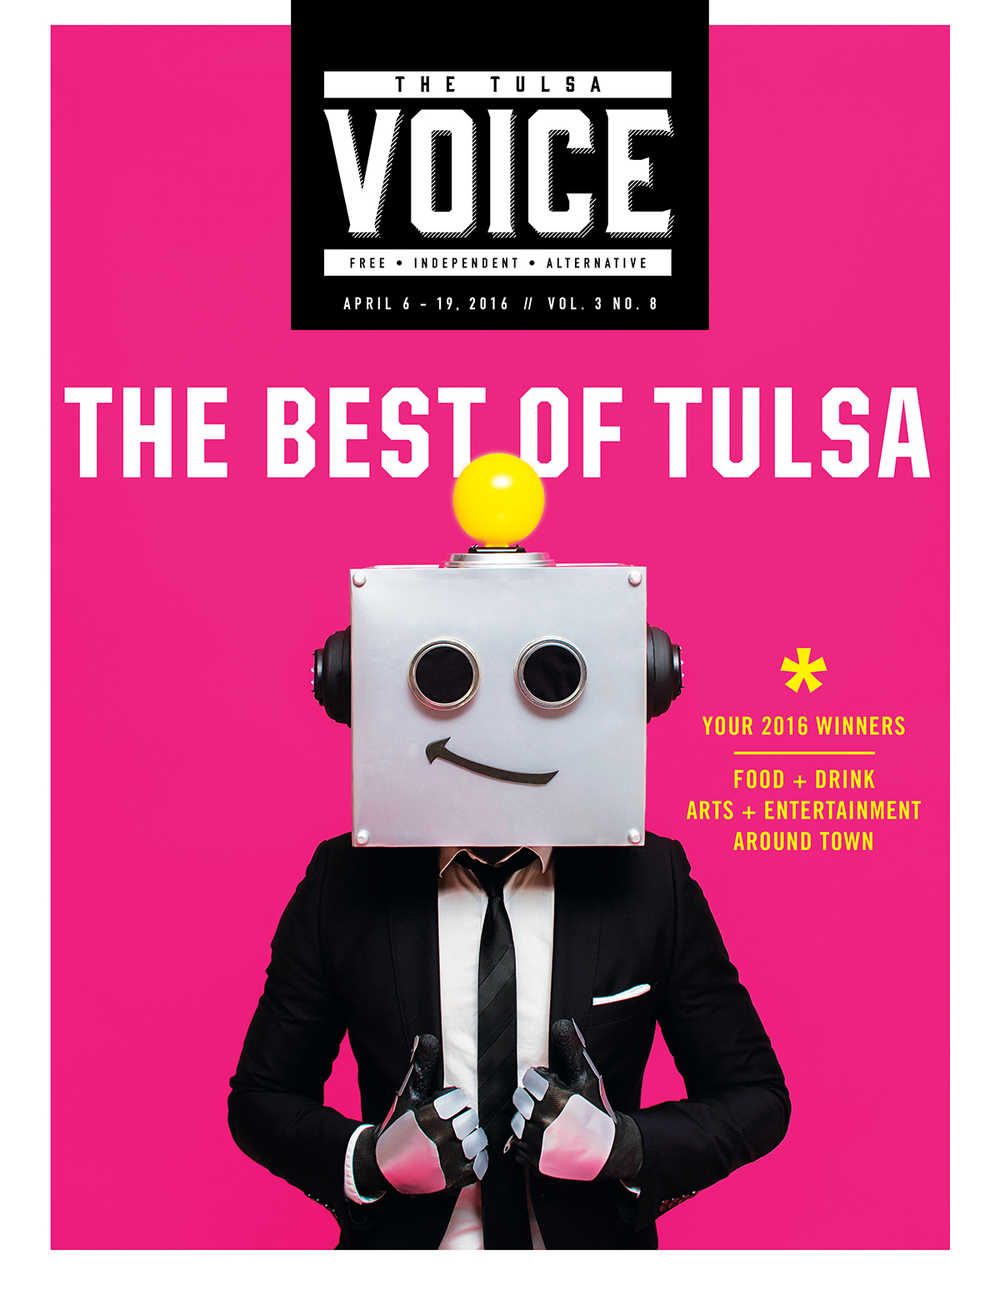 THE TULSA
VOICE
FREE • INDEPENDENT • ALTERNATIVE
APRIL 6 – 19, 2016 // VOL. 3 NO. 8
THE BEST OF TULSA
*
YOUR 2016 WINNERS
FOOD + DRINK
ARTS + ENTERTAINMENT
AROUND TOWN